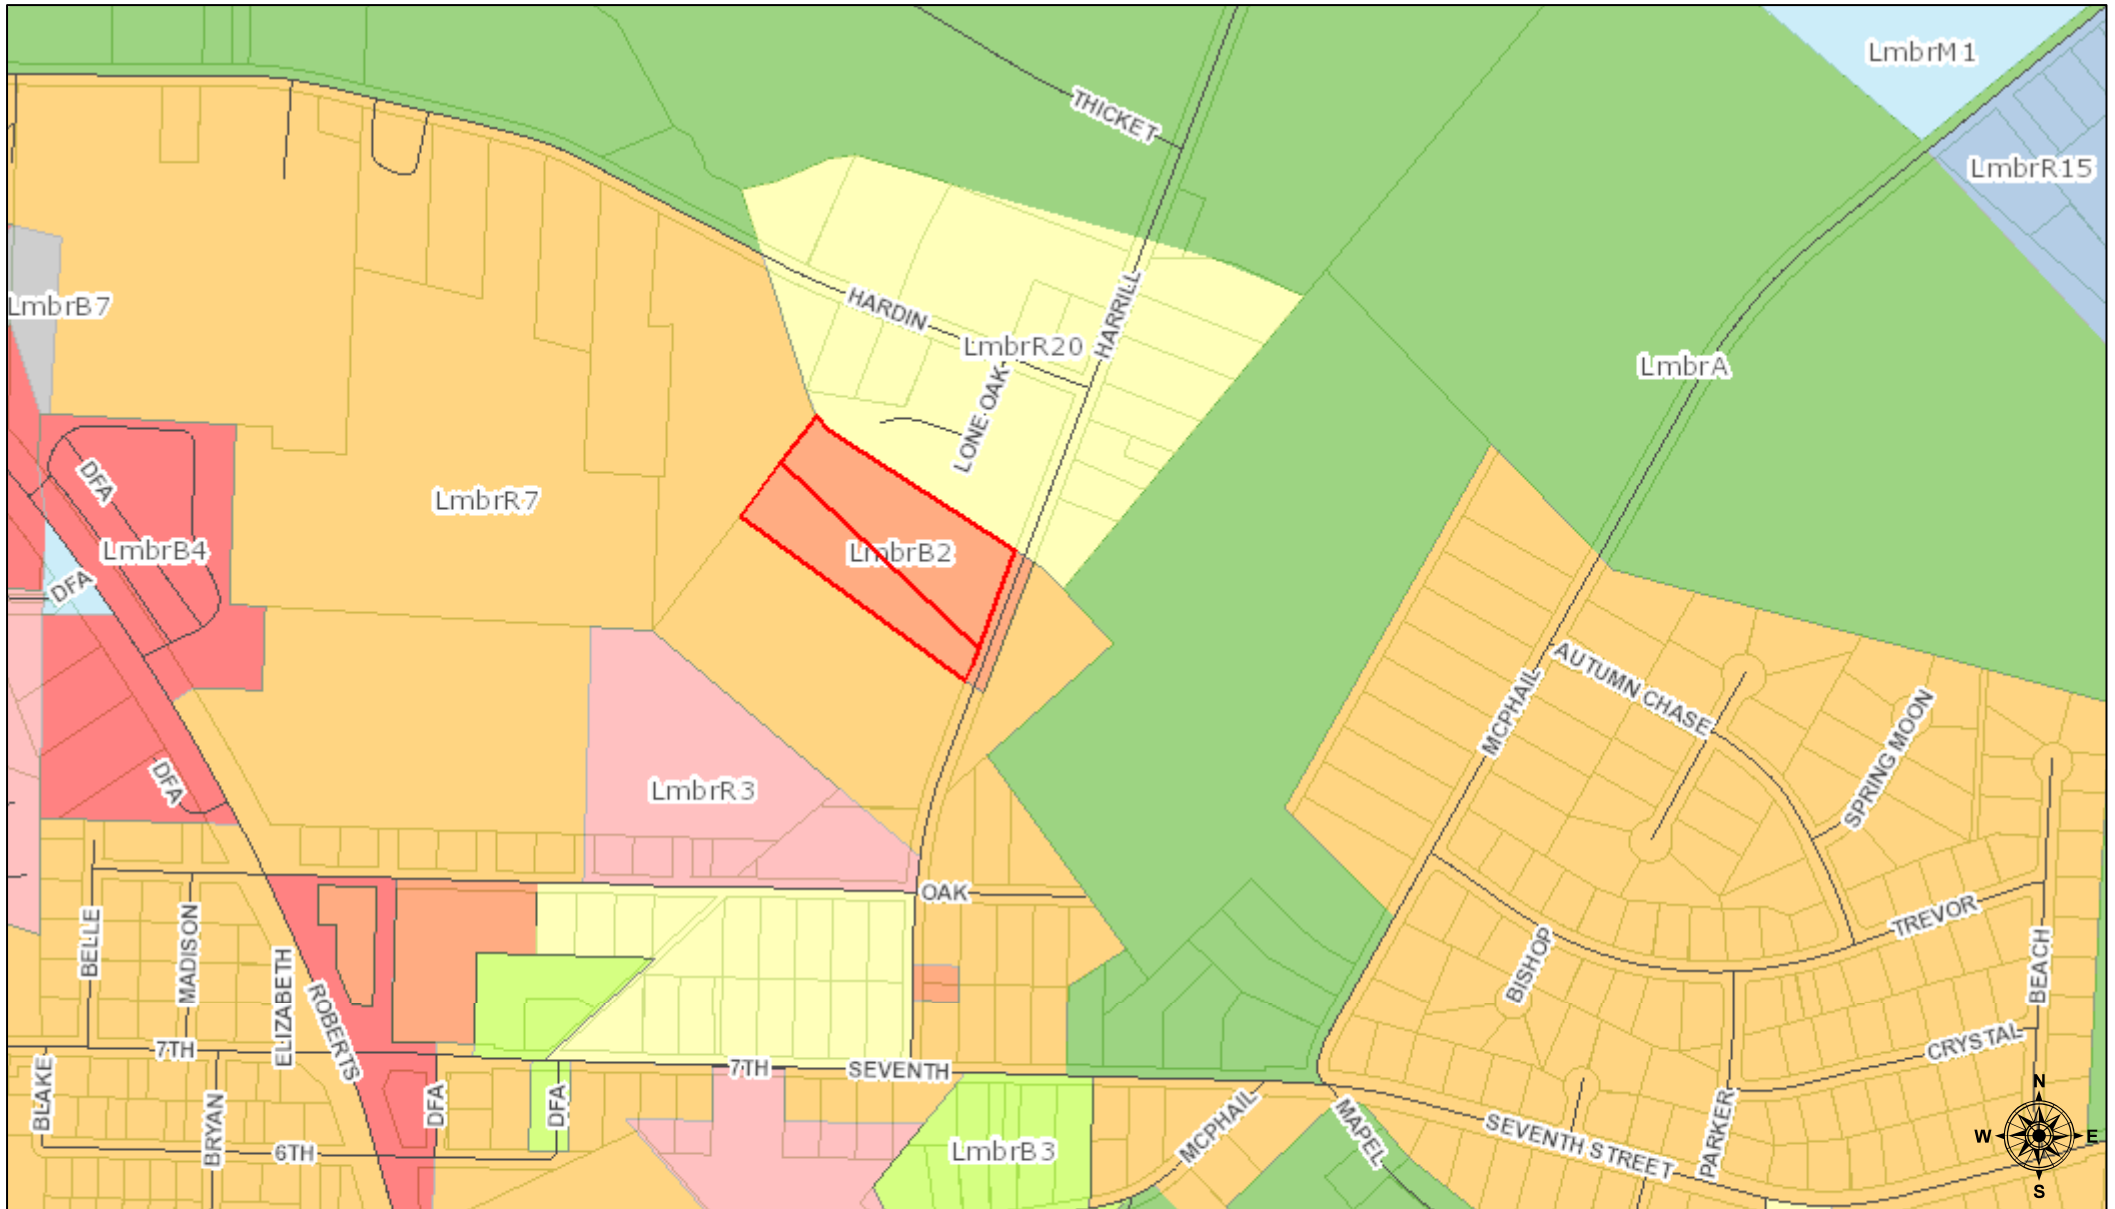 LmbrM1
THICKET
LmbrR15
HARDIN
HARRILL
LmbrB7
LmbrR20
LmbrA
LONE OAK
DFA
LmbrR7
LmbrB4
LmbrB2
DFA
AUTUMN CHASE
MCPHAIL
SPRING MOON
DFA
LmbrR3
OAK
BELLE
MADISON
ELIZABETH
ROBERTS
TREVOR
BISHOP
BEACH
7TH
7TH
SEVENTH
CRYSTAL
BLAKE
BRYAN
DFA
DFA
6TH
LmbrB3
MCPHAIL
MAPEL
SEVENTH STREET
PARKER
N
W
E
S